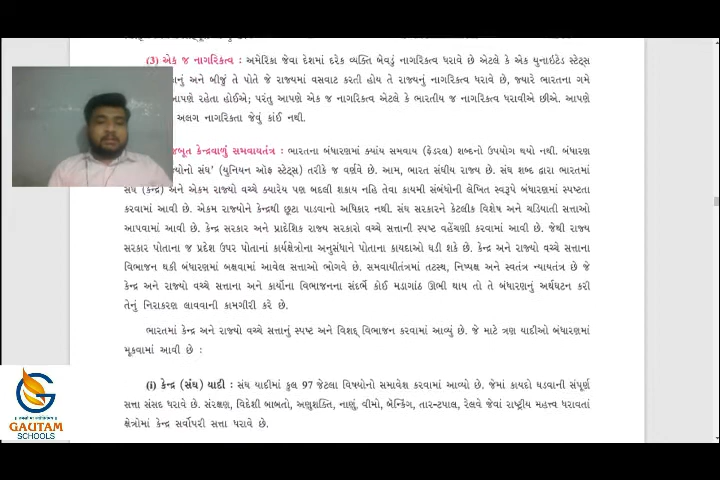 (3) એક જ નાગરિકત્વ : અમેરિકા જેવા દેશમાં દરેક વ્યક્તિ બેવડું નાગરિકત્વ ધરાવે છે એટલે કે એક યુનાઇટેડ સ્ટેટ્સ
નું અને બીજું તે પોતે જે રાજ્યમાં વસવાટ કરતી હોય તે રાજ્યનું નાગરિકત્વ ધરાવે છે, જ્યારે ભારતના ગમે
આપણે રહેતા હોઈએ; પરંતુ આપણે એક જ નાગરિકત્વ એટલે કે ભારતીય જ નાગરિકત્વ ધરાવીએ છીએ. આપણે
અલગ નાગરિકતા જેવું કાંઈ નથી.
જબૂત કેન્દ્રવાળું સમવાયતંત્ર : ભારતના બંધારણમાં ક્યાંય સમવાય (ફેડરલ) શબ્દનો ઉપયોગ થયો નથી. બંધારણ
જ્યોનો સંઘ' (યુનિયન ઑફ સ્ટેટ્સ) તરીકે જ વર્ણવે છે. આમ, ભારત સંઘીય રાજ્ય છે. સંઘ શબ્દ દ્વારા ભારતમાં
સંઘ (કેન્દ્ર) અને એકમ રાજ્યો વચ્ચે ક્યારેય પણ બદલી શકાય નહિ તેવા કાયમી સંબંધોની લેખિત સ્વરૂપે બંધારણમાં સ્પષ્ટતા
કરવામાં આવી છે. એકમ રાજ્યોને કેન્દ્રથી છૂટા પાડવાનો અધિકાર નથી. સંઘ સરકારને કેટલીક વિશેષ અને ચડિયાતી સત્તાઓ
આપવામાં આવી છે. કેન્દ્ર સરકાર અને પ્રાદેશિક રાજ્ય સરકારો વચ્ચે સત્તાની સ્પષ્ટ વહેંચણી કરવામાં આવી છે. જેથી રાજ્ય
સરકાર પોતાના જ પ્રદેશ ઉપર પોતાનાં કાર્યક્ષેત્રોના અનુસંધાને પોતાના કાયદાઓ ઘડી શકે છે. કેન્દ્ર અને રાજ્યો વચ્ચે સત્તાના
વિભાજન થકી બંધારણમાં બક્ષવામાં આવેલ સત્તાઓ ભોગવે છે. સમવાયીતંત્રમાં તટસ્થ, નિષ્પક્ષ અને સ્વતંત્ર ન્યાયતંત્ર છે જે
કેન્દ્ર અને રાજ્યો વચ્ચે સત્તાના અને કાર્યોના વિભાજનના સંદર્ભે કોઈ મડાગાંઠ ઊભી થાય તો તે બંધારણનું અર્થઘટન કરી
તેનું નિરાકરણ લાવવાની કામગીરી કરે છે.
ભારતમાં કેન્દ્ર અને રાજ્યો વચ્ચે સત્તાનું સ્પષ્ટ અને વિશદ્ વિભાજન કરવામાં આવ્યું છે. જે માટે ત્રણ યાદીઓ બંધારણમાં
મૂકવામાં આવી છે :
(i) કેન્દ્ર (સંઘ) યાદી : સંઘ યાદીમાં કુલ 97 જેટલા વિષયોનો સમાવેશ કરવામાં આવ્યો છે. જેમાં કાયદો ઘડવાની સંપૂર્ણ
સત્તા સંસદ ધરાવે છે. સંરક્ષણ, વિદેશી બાબતો, અણુશક્તિ, નાણું, વીમો, બૅન્કિંગ, તાર-ટપાલ, રેલવે જેવાં રાષ્ટ્રીય મહત્ત્વ ધરાવતાં
ક્ષેત્રોમાં કેન્દ્ર સર્વોપરી સત્તા ધરાવે છે.
GAUTAM
SCHOOLS